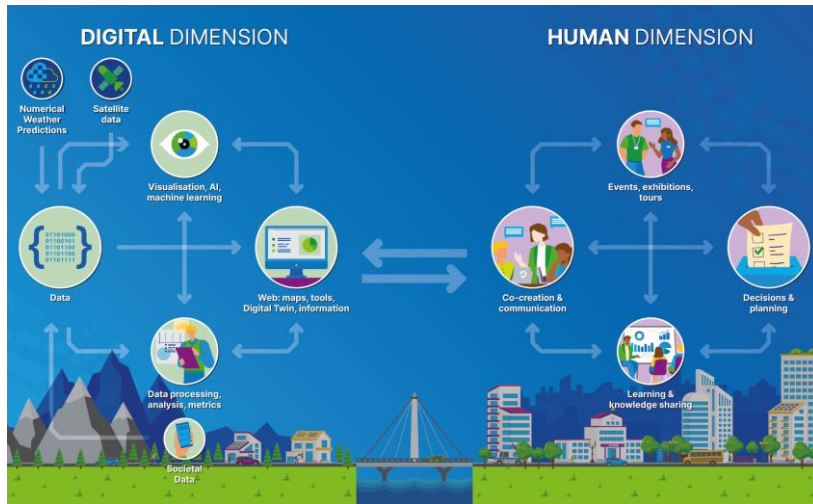 DIGITAL DIMENSION
HUMAN DIMENSION
Numerical
Weather
Predictions
Satellite
data
Visualisation, AI,
machine learning
Events, exhibitions,
tours
01101000
01100101
01101100
01101100
01101111
Data
Web: maps, tools,
Digital Twin, information
Co-creation &
communication
Decisions &
planning
Data processing,
analysis, metrics
Learning &
knowledge sharing
Societal
Data